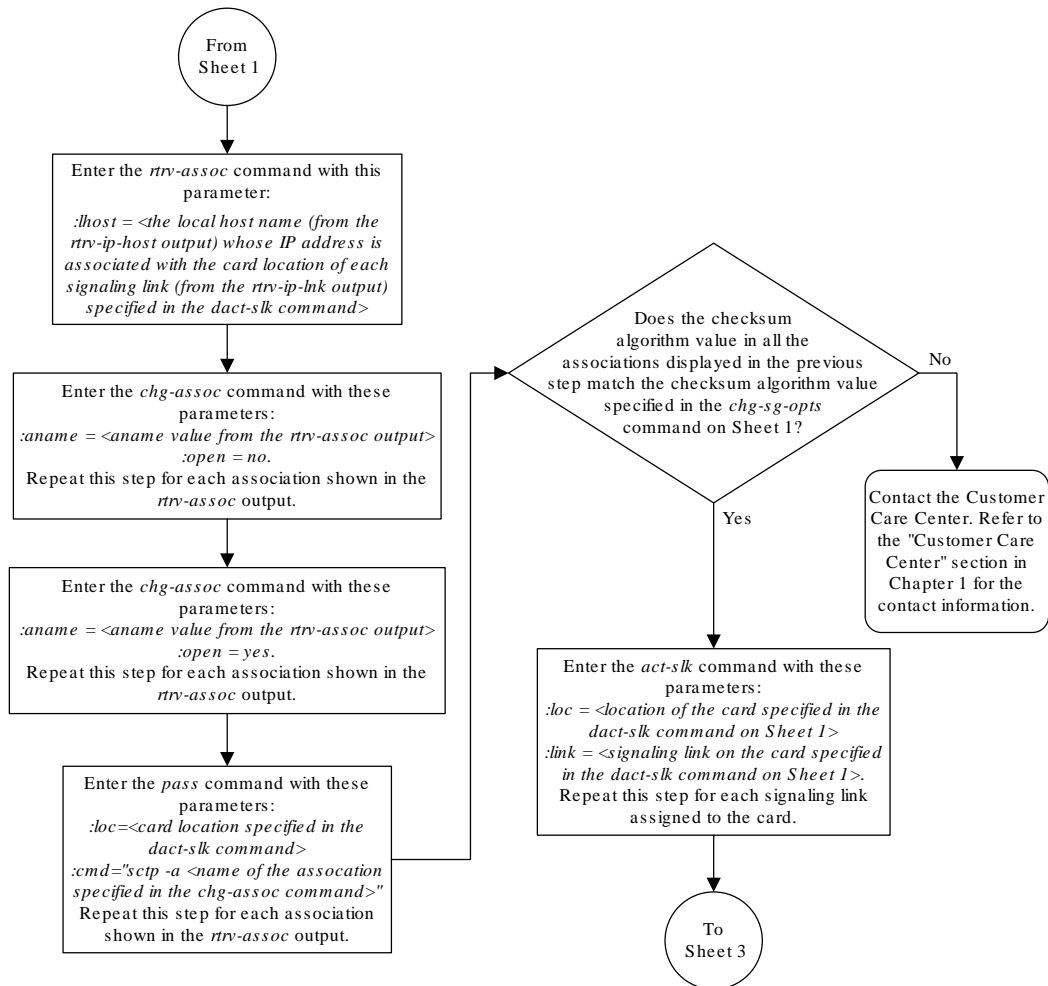 From
Sheet 1
Enter the rtrv-assoc command with this
parameter:
:lhost = <the local host name (from the
rtrv-ip-host output) whose IP address is
associated with the card location of each
signaling link (from the rtrv-ip-lnk output)
specified in the dact-slk command>
Enter the chg-assoc command with these
parameters:
:aname = <aname value from the rtrv-assoc output>
:open = no.
Repeat this step for each association shown in the
rtrv-assoc output.
Enter the chg-assoc command with these
parameters:
:aname = <aname value from the rtrv-assoc output>
:open = yes.
Repeat this step for each association shown in the
rtrv-assoc output.
Enter the pass command with these
parameters:
:loc=<card location specified in the
dact-slk command>
:cmd="sctp -a <name of the assocation
specified in the chg-assoc command>"
Repeat this step for each association
shown in the rtrv-assoc output.
Does the checksum
algorithm value in all the
associations displayed in the previous
step match the checksum algorithm value
specified in the chg-sg-opts
command on Sheet 1?
No
Contact the Customer
Care Center. Refer to
the "Customer Care
Center" section in
Chapter 1 for the
contact information.
Yes
Enter the act-slk command with these
parameters:
:loc = <location of the card specified in the
dact-slk command on Sheet 1>
:link = <signaling link on the card specified
in the dact-slk command on Sheet 1>.
Repeat this step for each signaling link
assigned to the card.
To
Sheet 3